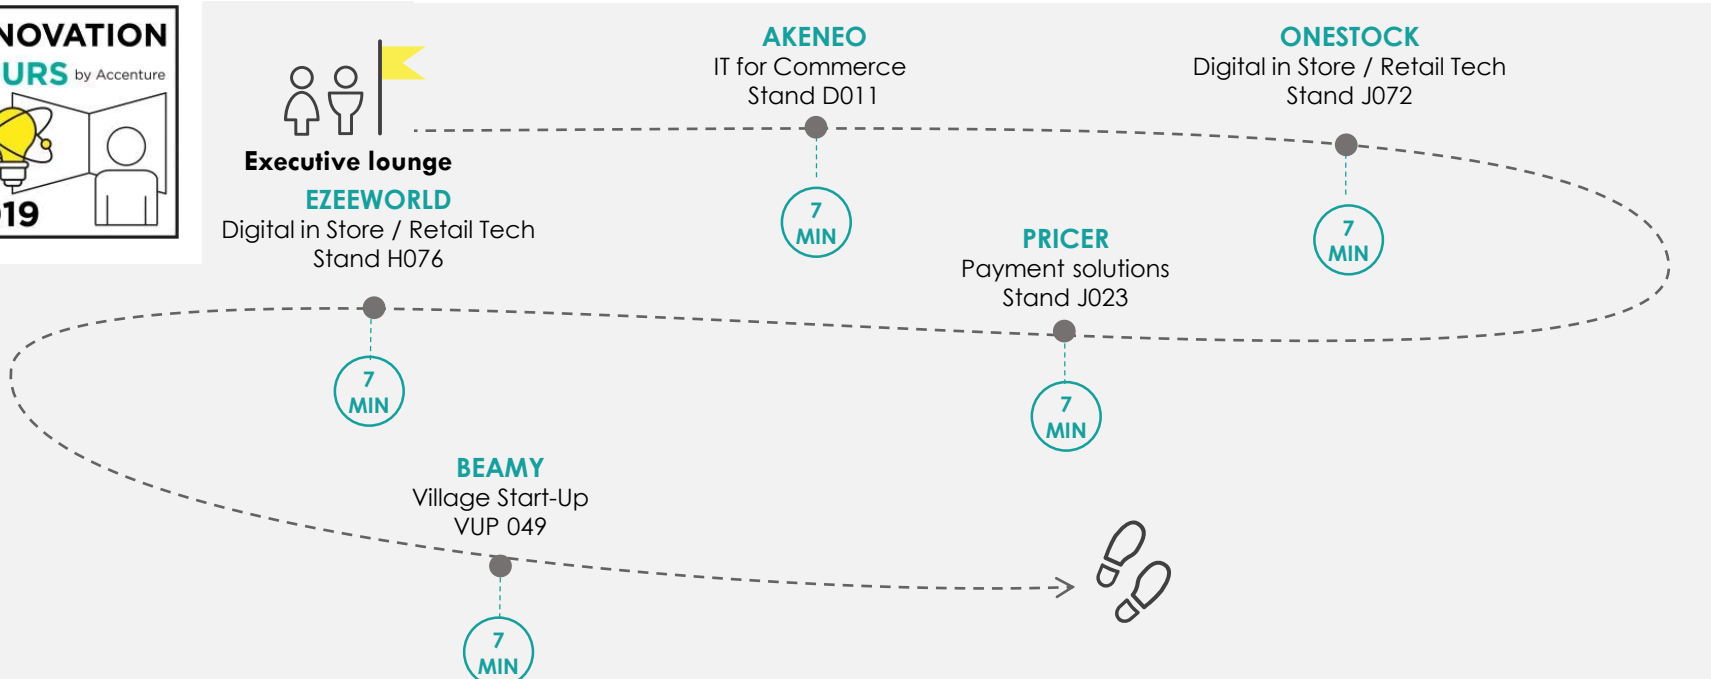 NOVATION
URS by Accenture
19
Executive lounge
AKENEO
IT for Commerce
Stand D011
7
MIN
ONESTOCK
Digital in Store / Retail Tech
Stand J072
7
MIN
PRICER
Payment solutions
Stand J023
7
MIN
EZEEWORLD
Digital in Store / Retail Tech
Stand H076
7
MIN
BEAMY
Village Start-Up
VUP 049
7
MIN